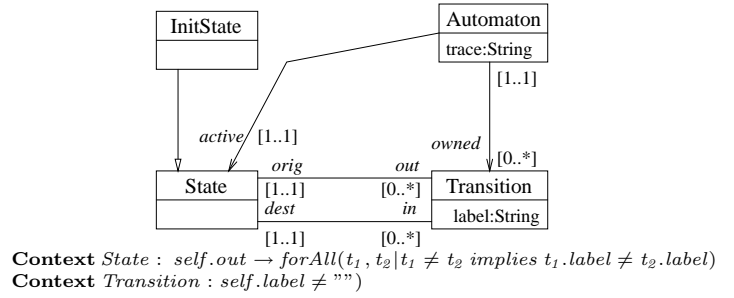 InitState
Automaton
trace:String
[1..1]
active [1..1]
owned
[0..*]
orig
out
State
[1..1]
[0..*]
Transition
dest
in
label:String
[1..1]
[0..*]
Context State : self.out → forAll(t₁, t₂|t₁ ≠ t₂ implies t₁.label ≠ t₂.label)
Context Transition : self.label ≠ ””)